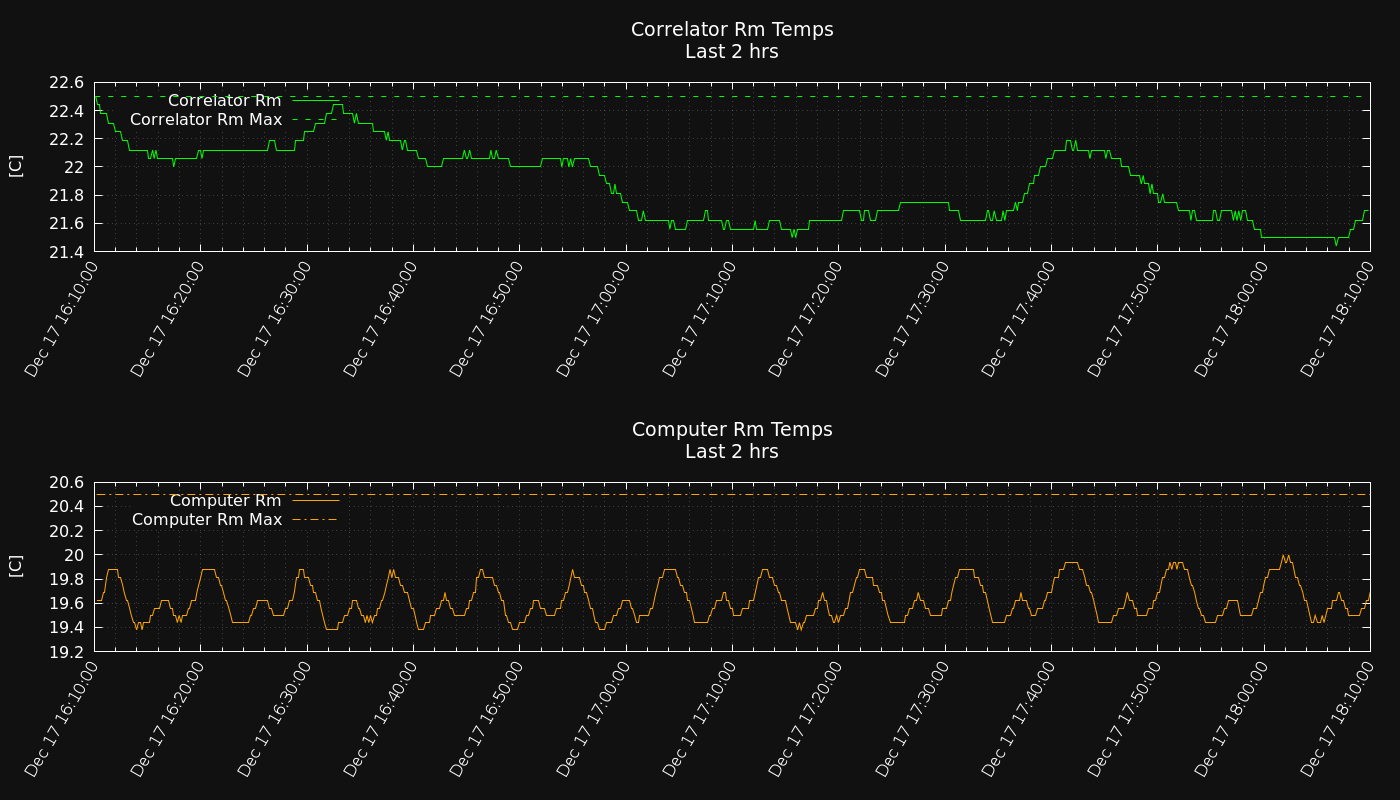 Correlator Rm Temps
Last 2 hrs
22.6
22.4
22.2
22
21.8
21.6
21.4
[C]
Correlator Rm
Correlator Rm Max
Dec 17 16:10:00
Dec 17 16:20:00
Dec 17 16:30:00
Dec 17 16:40:00
Dec 17 16:50:00
Dec 17 17:00:00
Dec 17 17:10:00
Dec 17 17:20:00
Dec 17 17:30:00
Dec 17 17:40:00
Dec 17 17:50:00
Dec 17 18:00:00
Dec 17 18:10:00
Computer Rm Temps
Last 2 hrs
20.6
20.4
20.2
20
19.8
19.6
19.4
19.2
[C]
Computer Rm
Computer Rm Max
Dec 17 16:10:00
Dec 17 16:20:00
Dec 17 16:30:00
Dec 17 16:40:00
Dec 17 16:50:00
Dec 17 17:00:00
Dec 17 17:10:00
Dec 17 17:20:00
Dec 17 17:30:00
Dec 17 17:40:00
Dec 17 17:50:00
Dec 17 18:00:00
Dec 17 18:10:00